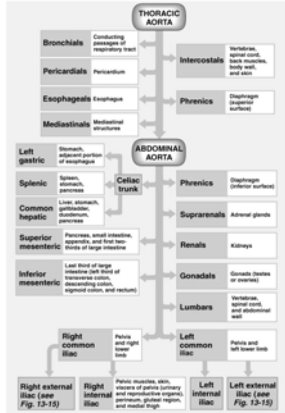 THORACIC
AORTA
Bronchials
Conducting
passages of
respiratory tract
Pericardials
Pericardium
Esophageals
Esophagus
Mediastinals
Mediastinal
structures
Intercostals
Vertebrae,
spinal cord,
back muscles,
body wall,
and skin
Phrenics
Diaphragm
(superior
surface)
ABDOMINAL
AORTA
Left
gastric
Stomach,
adjacent portion
of esophagus
Splenic
Spleen,
stomach,
pancreas
Common
hepatic
Liver, stomach,
gallbladder,
duodenum,
pancreas
Celiac
trunk
Superior
mesenteric
Pancreas, small intestine,
appendix, and first two-
thirds of large intestine
Inferior
mesenteric
Last third of large
intestine (left third of
transverse colon,
descending colon,
sigmoid colon, and rectum)
Phrenics
Diaphragm
(inferior surface)
Suprarenals
Adrenal glands
Renals
Kidneys
Gonadals
Gonads (testes
or ovaries)
Lumbars
Vertebrae,
spinal cord,
and abdominal
wall
Right
common
iliac
Pelvis
and right
lower
limb
Left
common
iliac
Pelvis and
left lower limb
Right external
iliac (see
Fig. 13-15)
Right
internal
iliac
Pelvic muscles, skin,
viscera of pelvis (urinary
and reproductive organs),
perineum, gluteal region,
and medial thigh
Left
internal
iliac
Left external
iliac (see
Fig. 13-15)